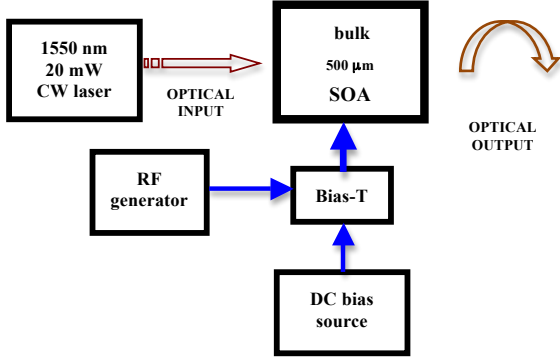 1550 nm
20 mW
CW laser
OPTICAL
INPUT
bulk
500 µm
SOA
OPTICAL
OUTPUT
RF
generator
Bias-T
DC bias
source